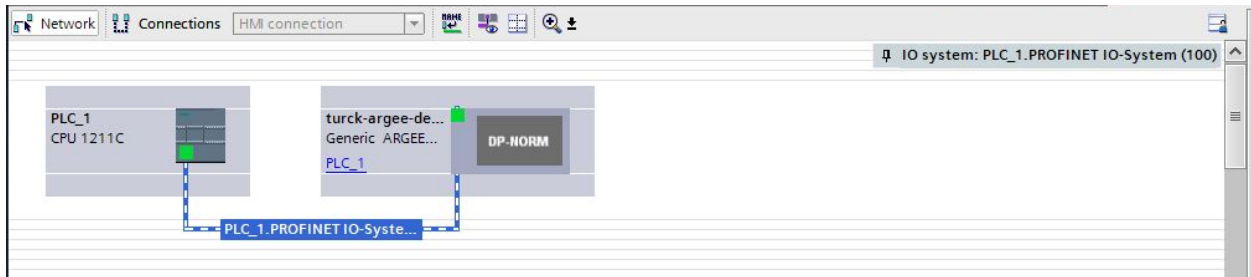 Network Connections HMI connection NAME
IO system: PLC_1.PROFINET IO-System (100)
PLC_1
CPU 1211C
turck-argee-de...
Generic ARGEE...
PLC_1
DP-NORM
PLC_1.PROFINET IO-Syste...